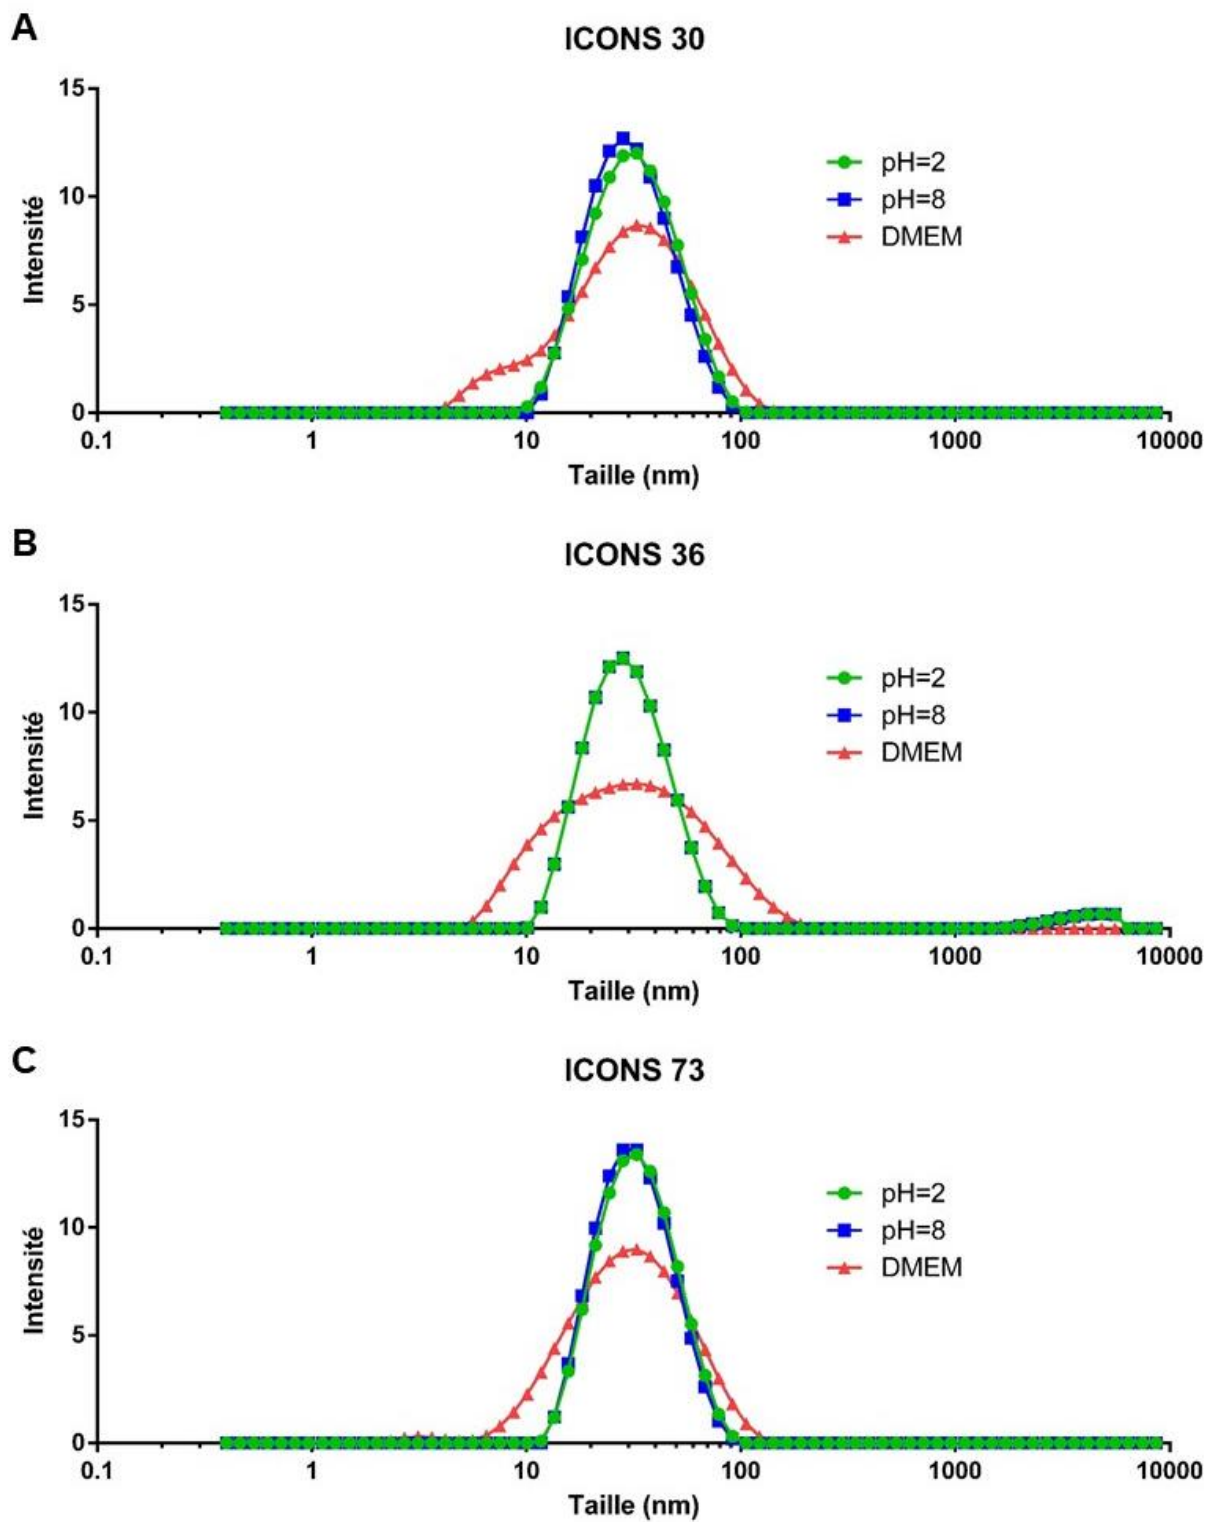 A
ICONS 30
15
10
5
0
Intensité
pH=2
pH=8
DMEM
0.1 1 10 100 1000 10000
Taille (nm)
B
ICONS 36
15
10
5
0
Intensité
pH=2
pH=8
DMEM
0.1 1 10 100 1000 10000
Taille (nm)
C
ICONS 73
15
10
5
0
Intensité
pH=2
pH=8
DMEM
0.1 1 10 100 1000 10000
Taille (nm)